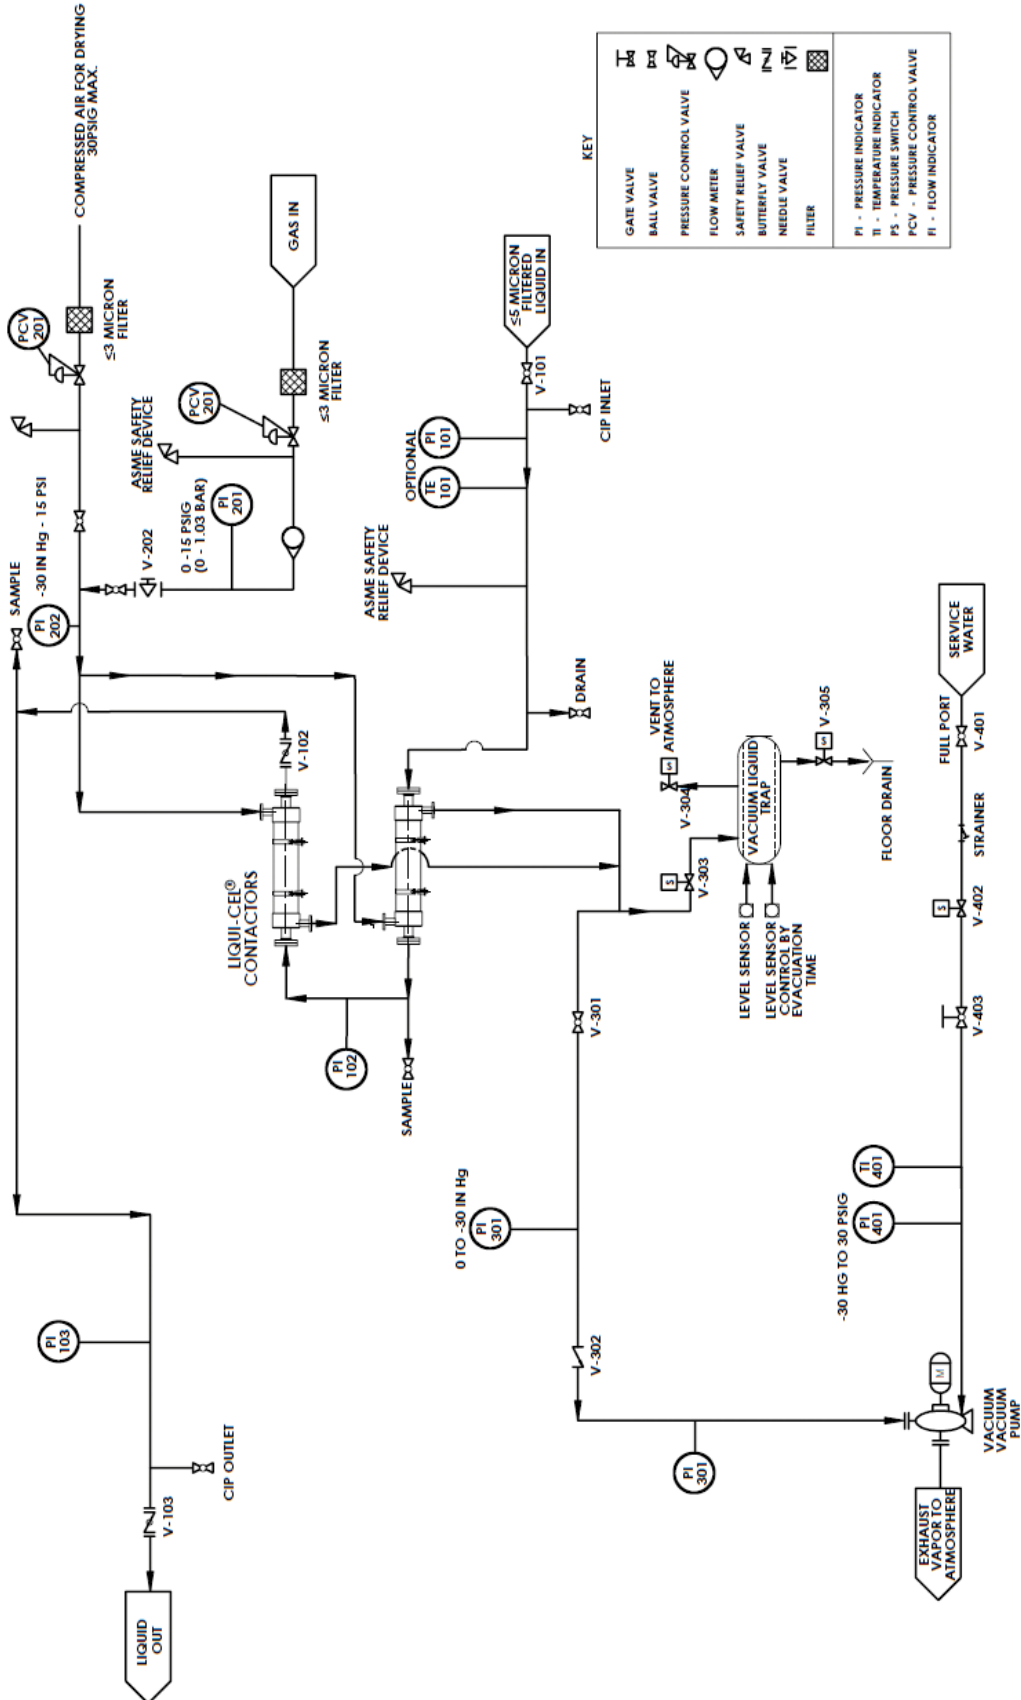 COMPRESSED AIR FOR DRYING
30PSIG MAX.
PCV
201
≤3 MICRON
FILTER
GAS IN
≤3 MICRON
FILTER
PCV
201
ASME SAFETY
RELIEF DEVICE
PI
201
0 -15 PSIG
(0 - 1.03 BAR)
V-202
-30 IN Hg - 15 PSI
PI
202
SAMPLE
KEY
GATE VALVE
BALL VALVE
PRESSURE CONTROL VALVE
FLOW METER
SAFETY RELIEF VALVE
BUTTERFLY VALVE
NEEDLE VALVE
FILTER
PI - PRESSURE INDICATOR
TI - TEMPERATURE INDICATOR
PS - PRESSURE SWITCH
PCV - PRESSURE CONTROL VALVE
FI - FLOW INDICATOR
≤5 MICRON
FILTERED
LIQUID IN
V-101
CIP INLET
PI
101
OPTIONAL
TE
101
ASME SAFETY
RELIEF DEVICE
DRAIN
V-102
LIQUI-CEL®
CONTACTORS
PI
102
SAMPLE
VENT TO
ATMOSPHERE
S
V-304
S
V-303
VACUUM LIQUID
TRAP
S
V-305
FLOOR DRAIN
LEVEL SENSOR
LEVEL SENSOR
CONTROL BY
EVACUATION
TIME
SERVICE
WATER
FULL PORT
V-401
STRAINER
S
V-402
V-403
V-301
0 TO -30 IN Hg
PI
301
V-302
PI
301
TI
401
PI
401
-30 HG TO 30 PSIG
M
VACUUM
VACUUM
PUMP
EXHAUST
VAPOR TO
ATMOSPHERE
PI
103
CIP OUTLET
V-103
LIQUID
OUT